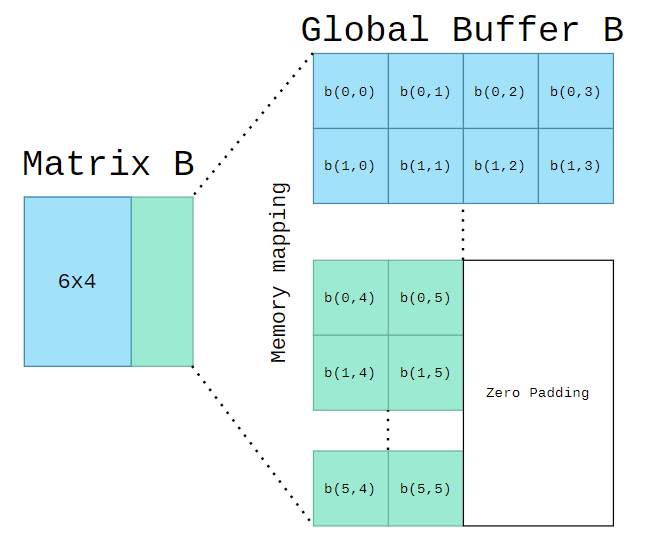 Global Buffer B
b(0,0) b(0,1) b(0,2) b(0,3)
b(1,0) b(1,1) b(1,2) b(1,3)
Matrix B
6x4
Memory mapping
b(0,4) b(0,5)
b(1,4) b(1,5)
Zero Padding
b(5,4) b(5,5)